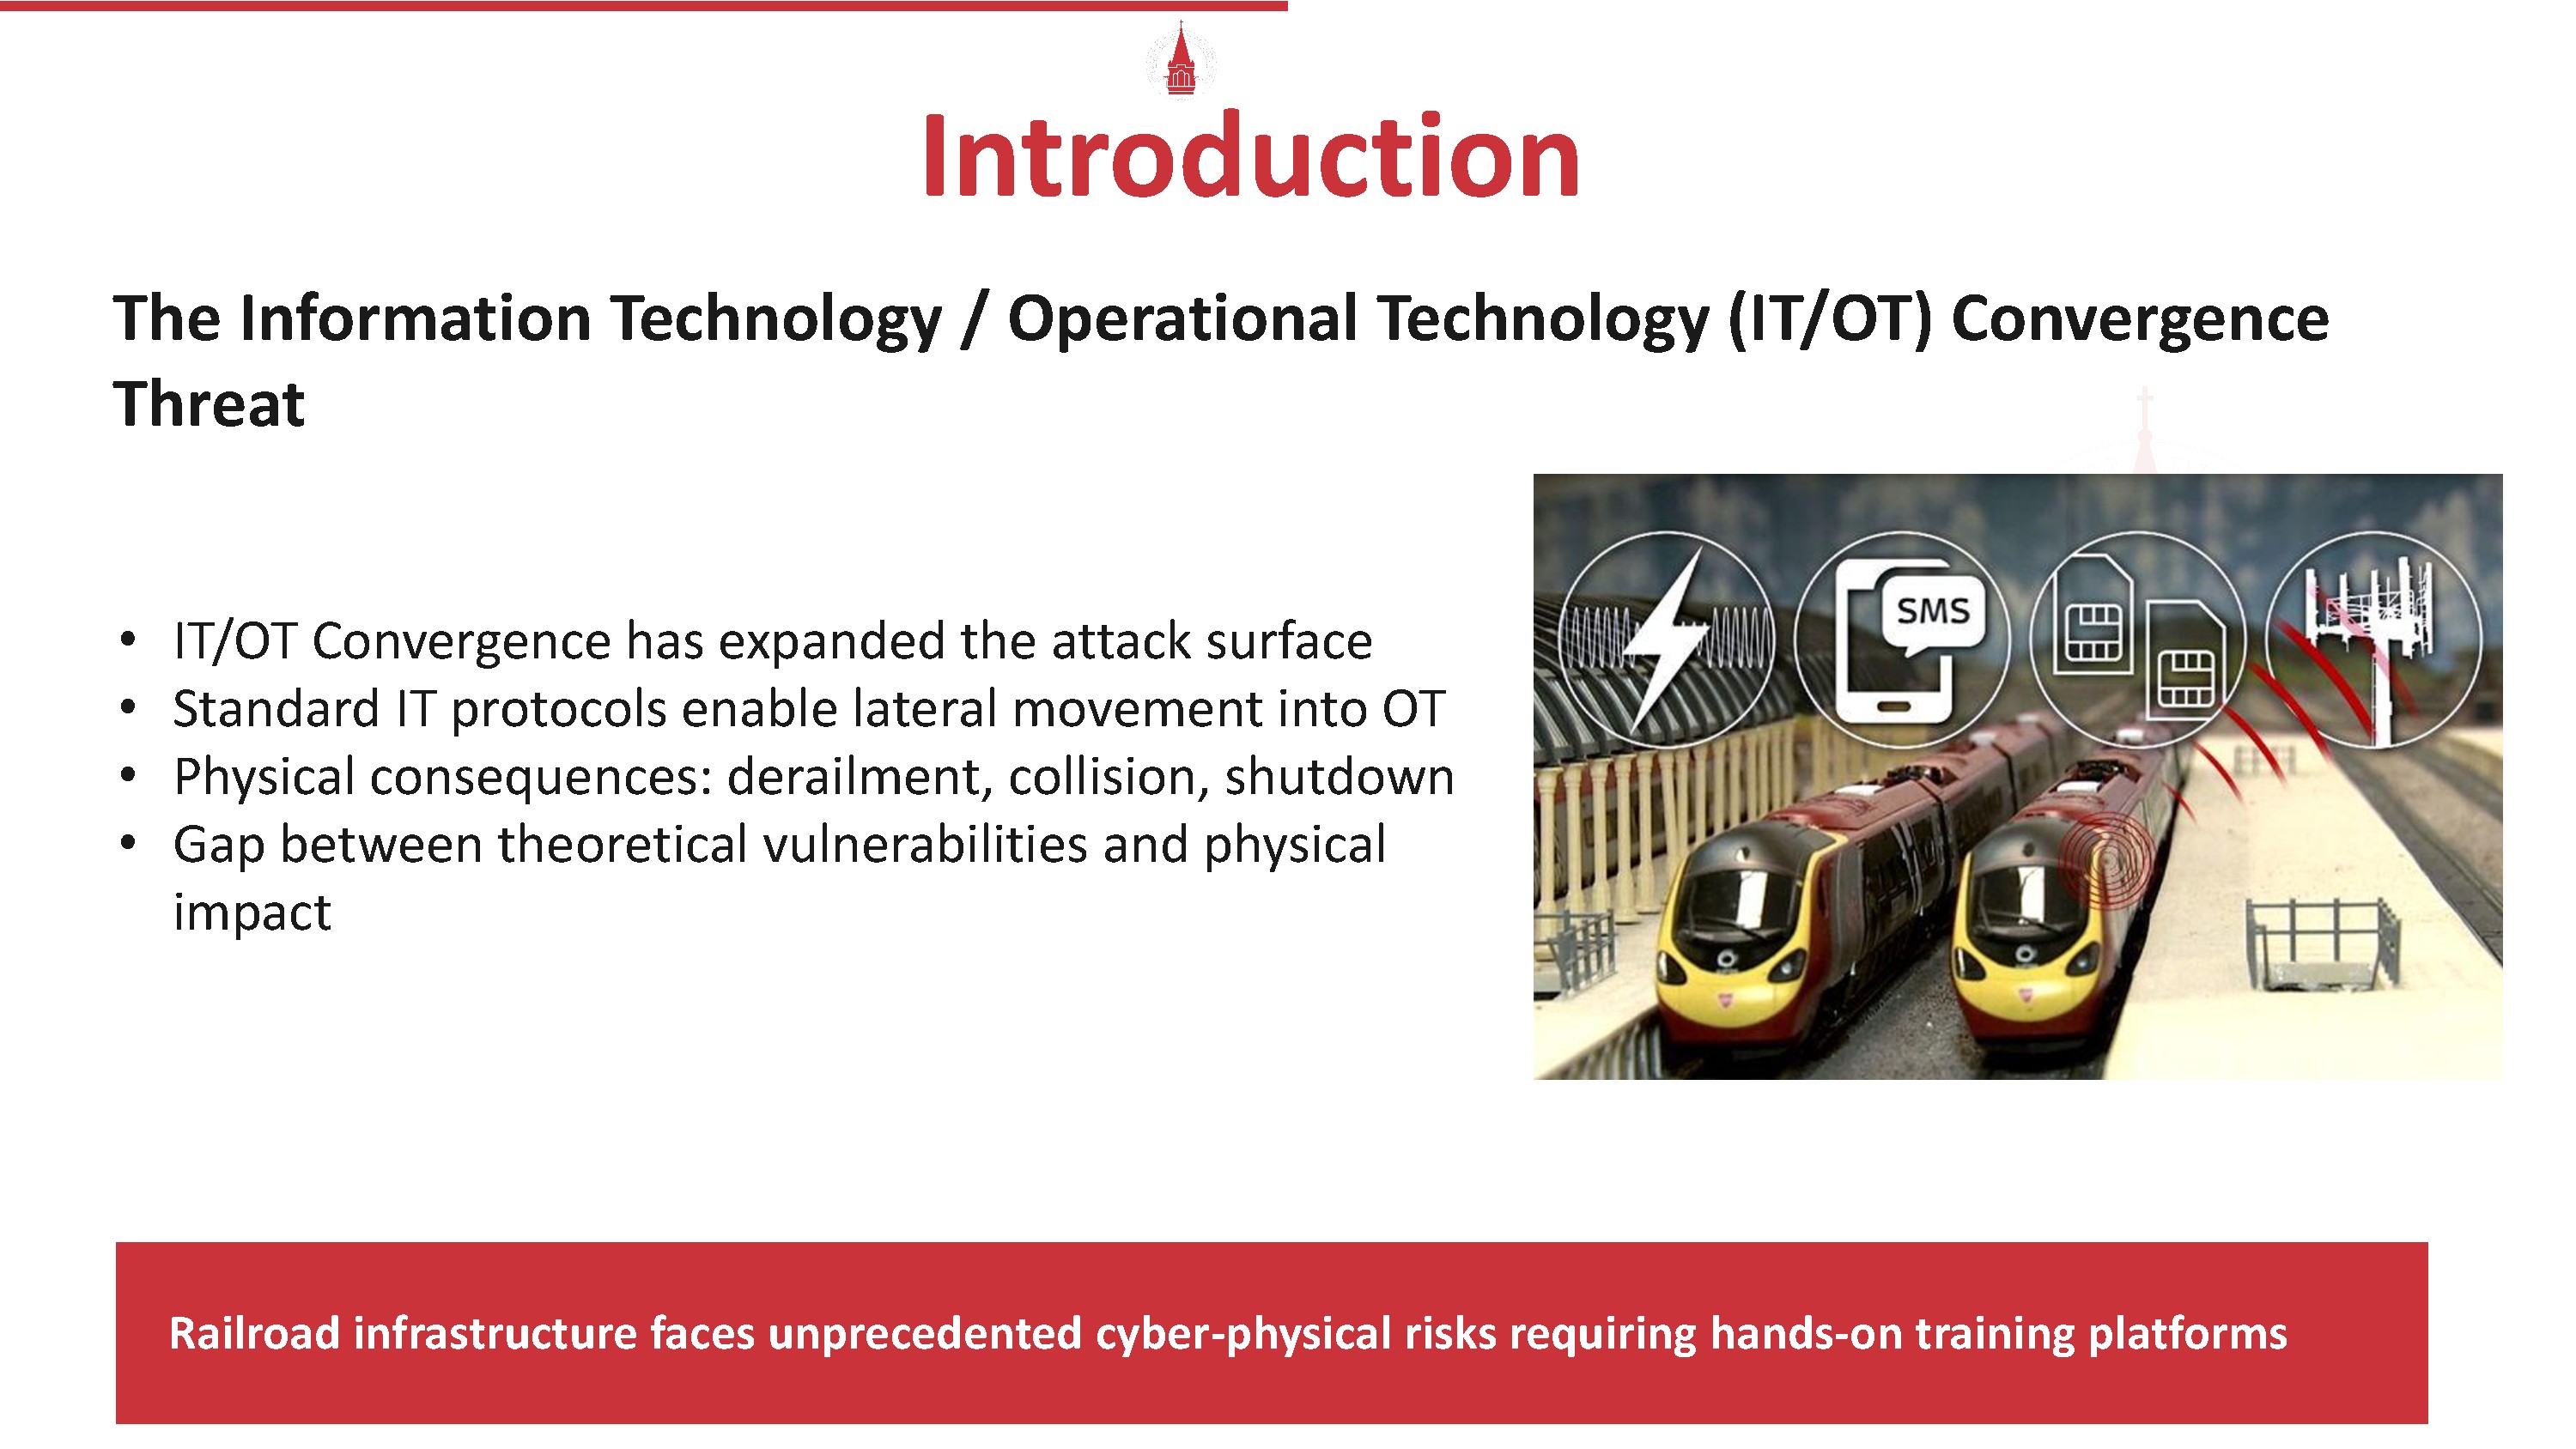 Introduction
The Information Technology / Operational Technology (IT/OT) Convergence
Threat
• IT/OT Convergence has expanded the attack surface
• Standard IT protocols enable lateral movement into OT
• Physical consequences: derailment, collision, shutdown
• Gap between theoretical vulnerabilities and physical
impact
SMS
Railroad infrastructure faces unprecedented cyber-physical risks requiring hands-on training platforms